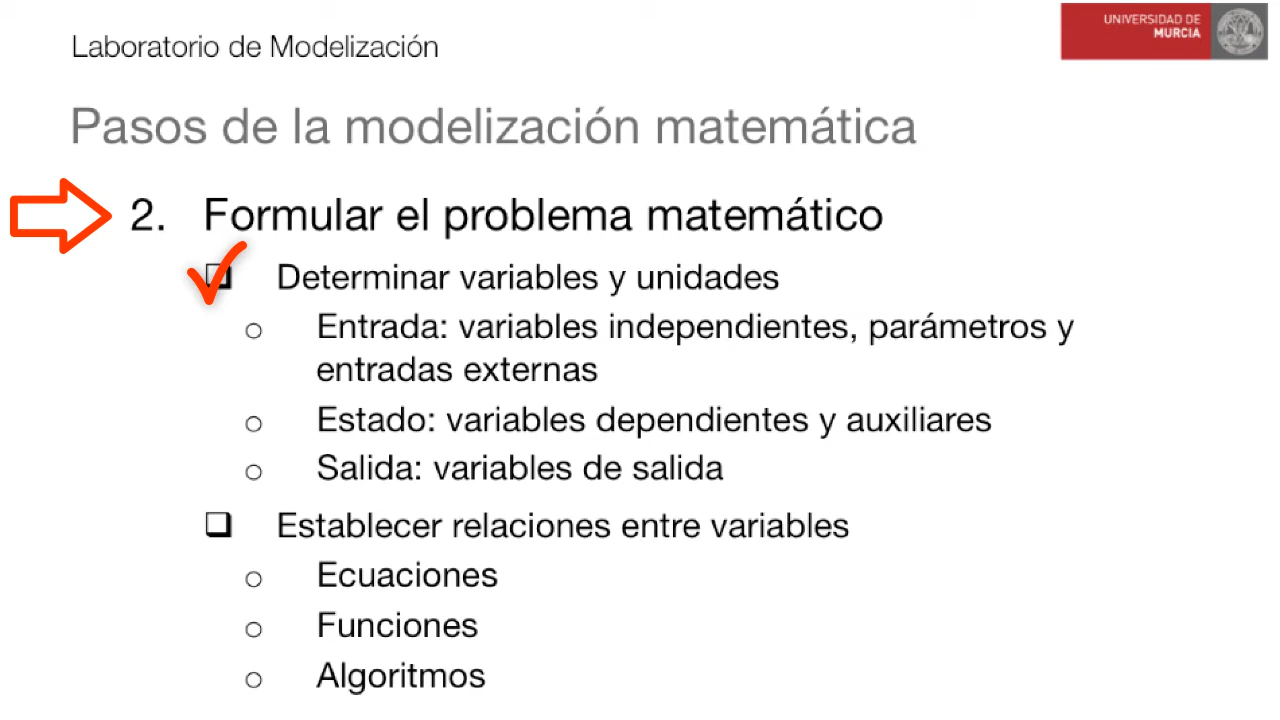 UNIVERSIDAD DE
MURCIA
Laboratorio de Modelización
Pasos de la modelización matemática
2. Formular el problema matemático
Determinar variables y unidades
Entrada: variables independientes, parámetros y
entradas externas
Estado: variables dependientes y auxiliares
Salida: variables de salida
Establecer relaciones entre variables
Ecuaciones
Funciones
Algoritmos